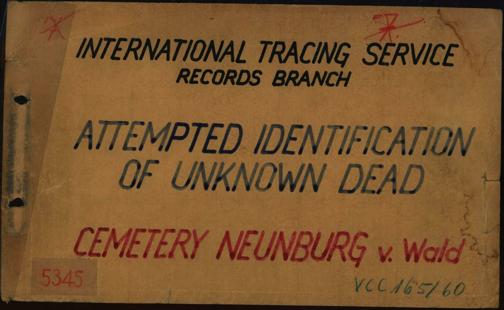 INTERNATIONAL TRACING SERVICE
RECORDS BRANCH
ATTEMPTED IDENTIFICATION
OF UNKNOWN DEAD
CEMETERY NEUNBURG v. Wald
5345
VCC 165/60